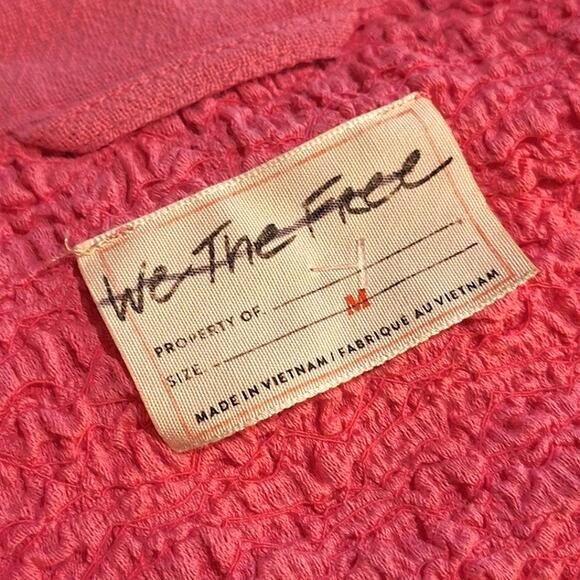 We The Free
PROPERTY OF
SIZE M
MADE IN VIETNAM / FABRIQUE AU VIETNAM